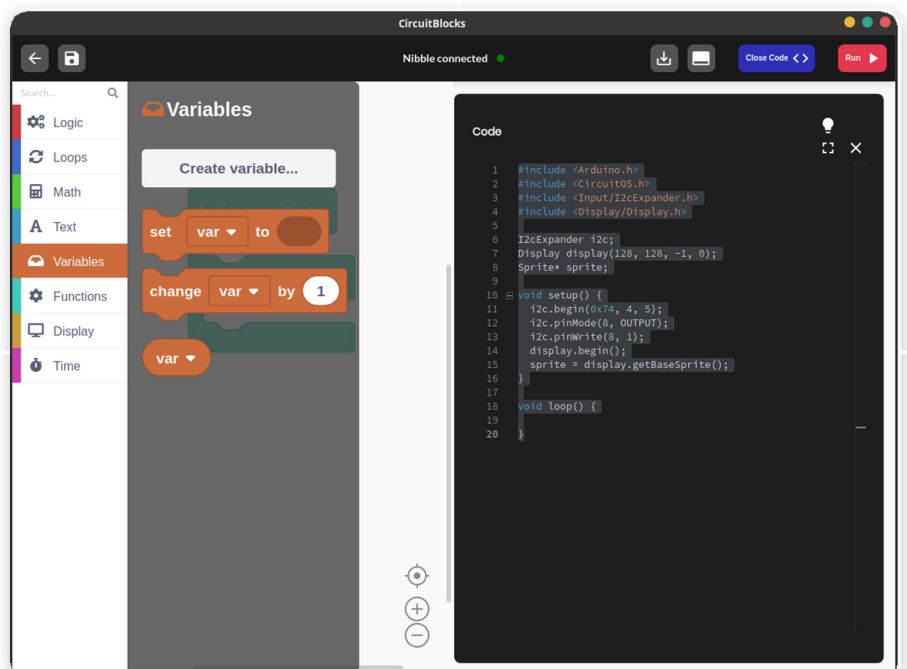 CircuitBlocks
Nibble connected
Close Code < >
Run
Search...
Logic
Loops
Math
Text
Variables
Functions
Display
Time
Variables
Create variable...
set var to
change var by 1
var
Code
1 #include <Arduino.h>
2 #include <CircuitOS.h>
3 #include <Input/I2cExpander.h>
4 #include <Display/Display.h>
5
6 I2cExpander i2c;
7 Display display(128, 128, -1, 0);
8 Sprite* sprite;
9
10 void setup() {
11 i2c.begin(0x74, 4, 5);
12 i2c.pinMode(8, OUTPUT);
13 i2c.pinWrite(8, 1);
14 display.begin();
15 sprite = display.getBaseSprite();
16 }
17
18 void loop() {
19
20 }